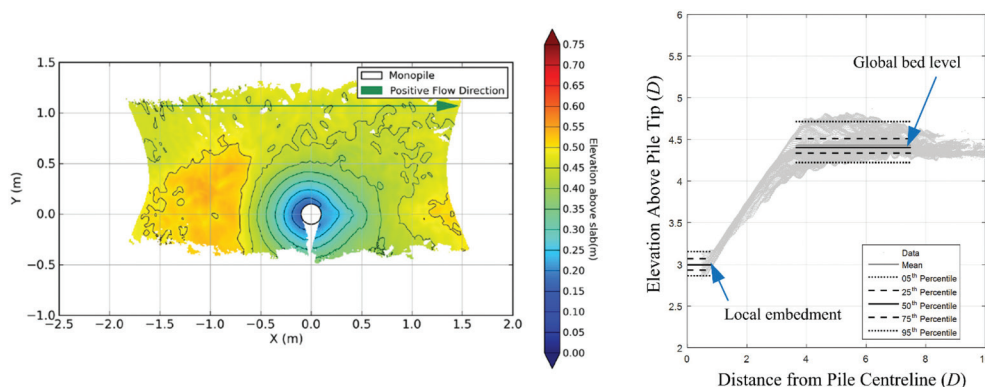 1.5
1.0
0.5
0.0
-0.5
-1.0
Y (m)
-2.5 -2.0 -1.5 -1.0 -0.5 0.0 0.5 1.0 1.5 2.0
X (m)
Monopile
Positive Flow Direction
0.75
0.70
0.65
0.60
0.55
0.50
0.45
0.40
0.35
0.30
0.25
0.20
0.15
0.10
0.05
0.00
Elevation above slab(m)
6
5.5
5
4.5
4
3.5
3
2.5
2
Elevation Above Pile Tip (D)
Global bed level
Local embedment
Data
Mean
05th Percentile
25th Percentile
50th Percentile
75th Percentile
95th Percentile
0 2 4 6 8 10
Distance from Pile Centreline (D)